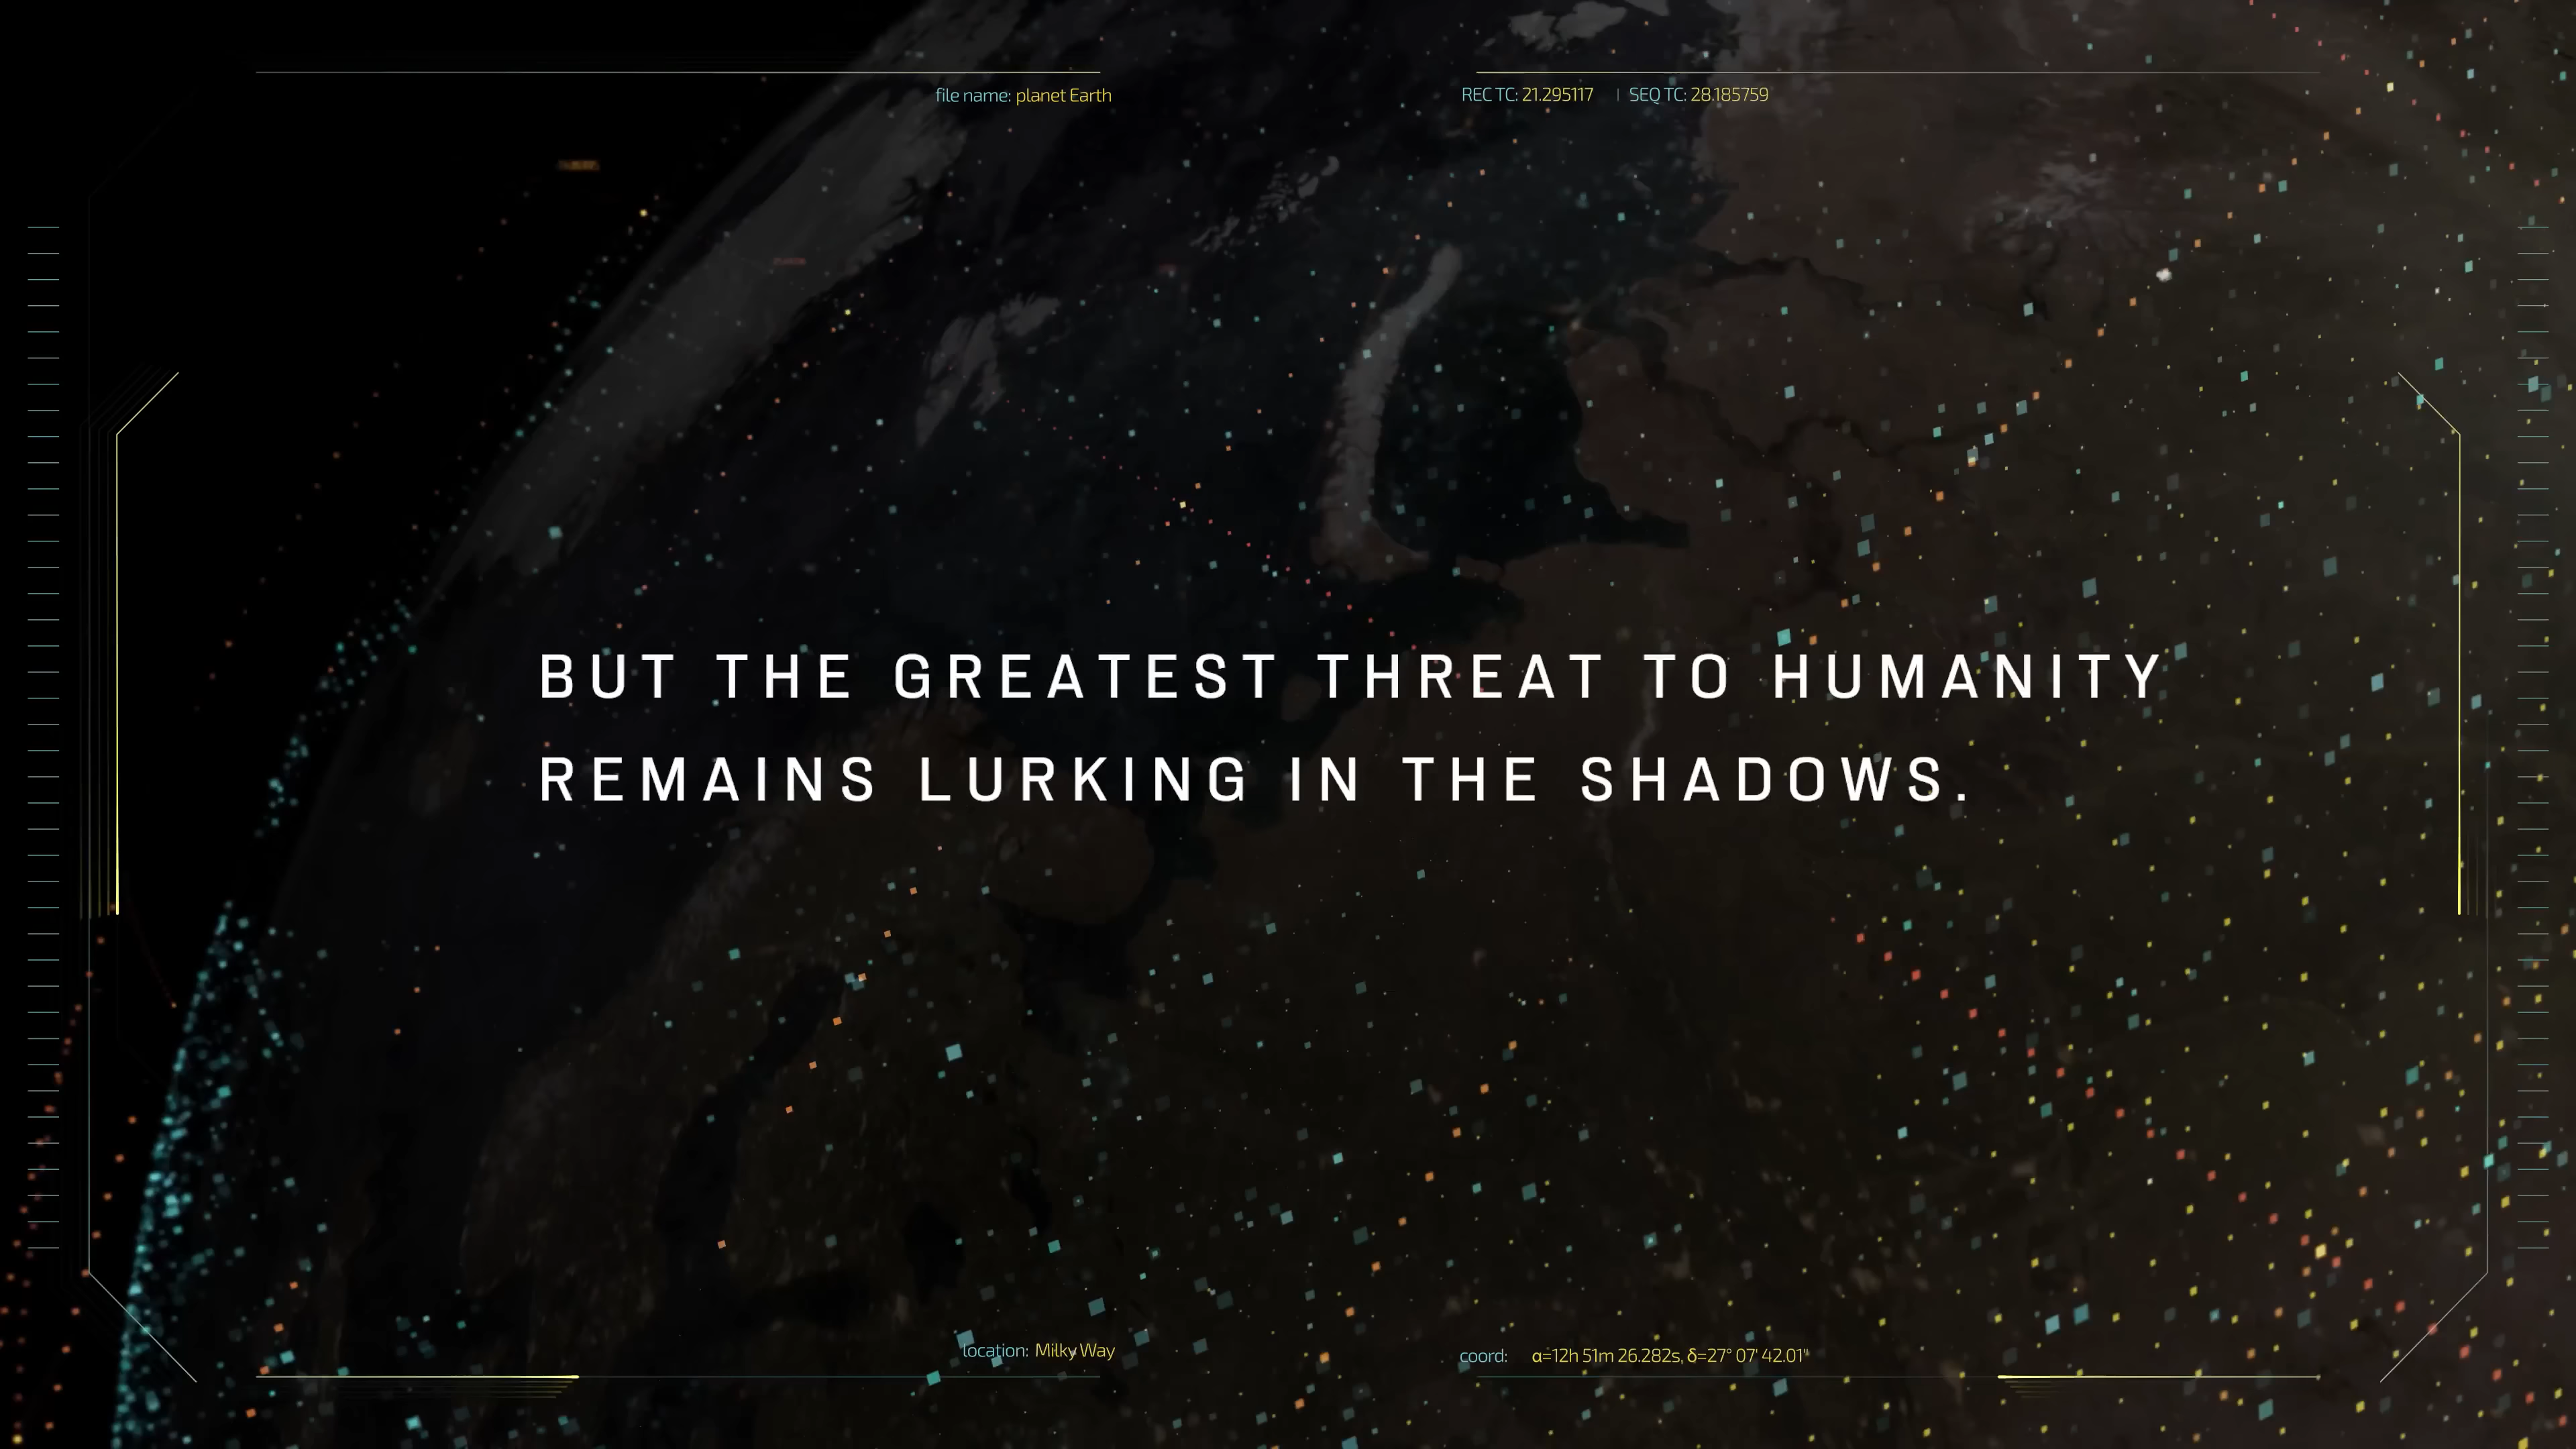 file name: planet Earth
REC TC: 21.295117 | SEQ TC: 28.185759
BUT THE GREATEST THREAT TO HUMANITY
REMAINS LURKING IN THE SHADOWS.
location: Milky Way
coord: α=12h 51m 26.282s, δ=27° 07' 42.01"